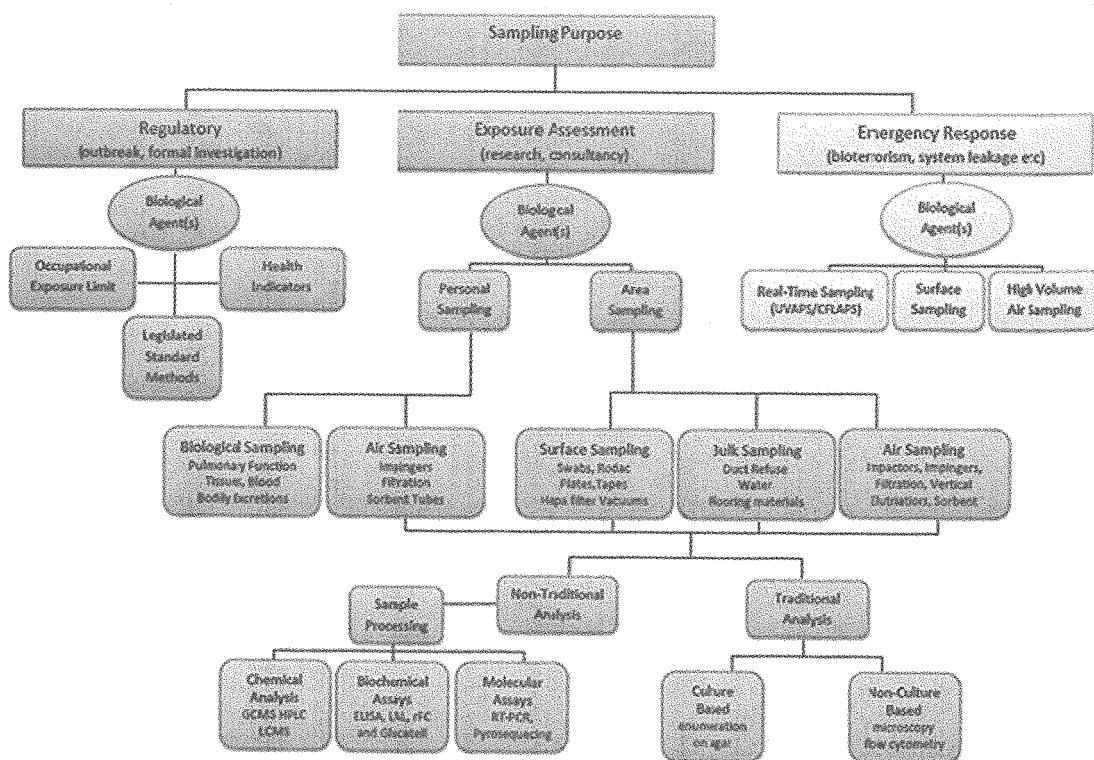 Sampling Purpose
Regulatory
(outbreak, formal investigation)
Exposure Assessment
(research, consultancy)
Emergency Response
(bioterrorism, system leakage etc)
Biological
Agent(s)
Biological
Agent(s)
Biological
Agent(s)
Occupational
Exposure Limit
Health
Indicators
Legislated
Standard
Methods
Personal
Sampling
Area
Sampling
Real-Time Sampling
(UVAPS/CFLAPS)
Surface
Sampling
High Volume
Air Sampling
Biological Sampling
Pulmonary Function
Tissues, Blood
Bodily Excretions
Air Sampling
Impingers
Filtration
Sorbent Tubes
Surface Sampling
Swabs, Rodac
Plates,Tapes
Hepa filter Vacuums
Bulk Sampling
Duct Refuse
Water
flooring materials
Air Sampling
Impactors, Impingers,
Filtration, Vertical
Sorbent
Sample
Processing
Non-Traditional
Analysis
Traditional
Analysis
Chemical
Analysis
GCMS HPLC
LCMS
Biochemical
Assays
ELISA, LAL, rFC
and Glucatell
Molecular
Assays
RT-PCR,
Pyrosequecing
Culture
Based
enumeration
on agar
Non-Culture
Based
microscopy
flow cytometry